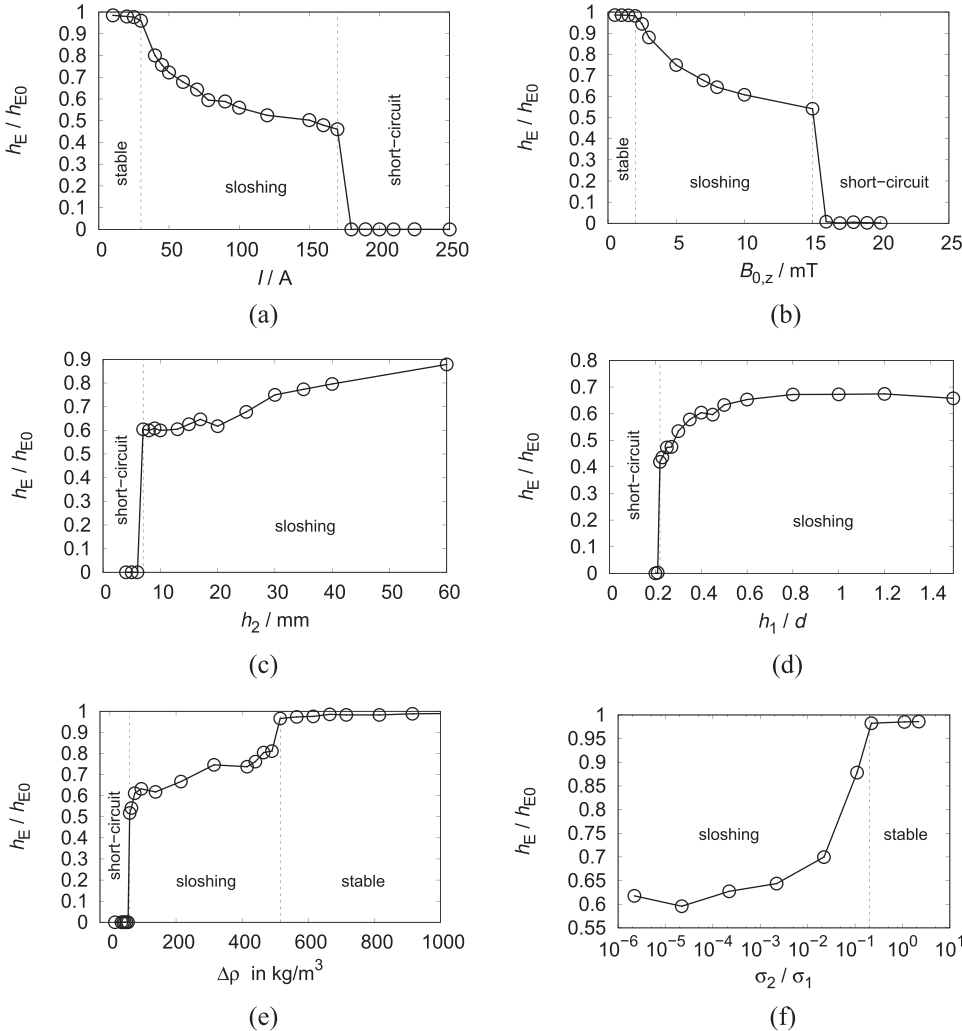 1
0.9
0.8
0.7
0.6
0.5
0.4
0.3
0.2
0.1
0
h_E / h_E0
stable
sloshing
short−circuit
0 50 100 150 200 250
I / A
(a)
1
0.9
0.8
0.7
0.6
0.5
0.4
0.3
0.2
0.1
0
h_E / h_E0
stable
sloshing
short−circuit
0 5 10 15 20 25
B_0,z / mT
(b)
0.9
0.8
0.7
0.6
0.5
0.4
0.3
0.2
0.1
0
h_E / h_E0
short−circuit
sloshing
0 10 20 30 40 50 60
h_2 / mm
(c)
0.8
0.7
0.6
0.5
0.4
0.3
0.2
0.1
0
h_E / h_E0
short−circuit
sloshing
0 0.2 0.4 0.6 0.8 1 1.2 1.4
h_1 / d
(d)
1
0.9
0.8
0.7
0.6
0.5
0.4
0.3
0.2
0.1
0
h_E / h_E0
short−circuit
sloshing
stable
0 200 400 600 800 1000
Δρ in kg/m³
(e)
1
0.95
0.9
0.85
0.8
0.75
0.7
0.65
0.6
0.55
h_E / h_E0
sloshing
stable
10⁻⁶ 10⁻⁵ 10⁻⁴ 10⁻³ 10⁻² 10⁻¹ 10⁰ 10¹
σ₂ / σ₁
(f)